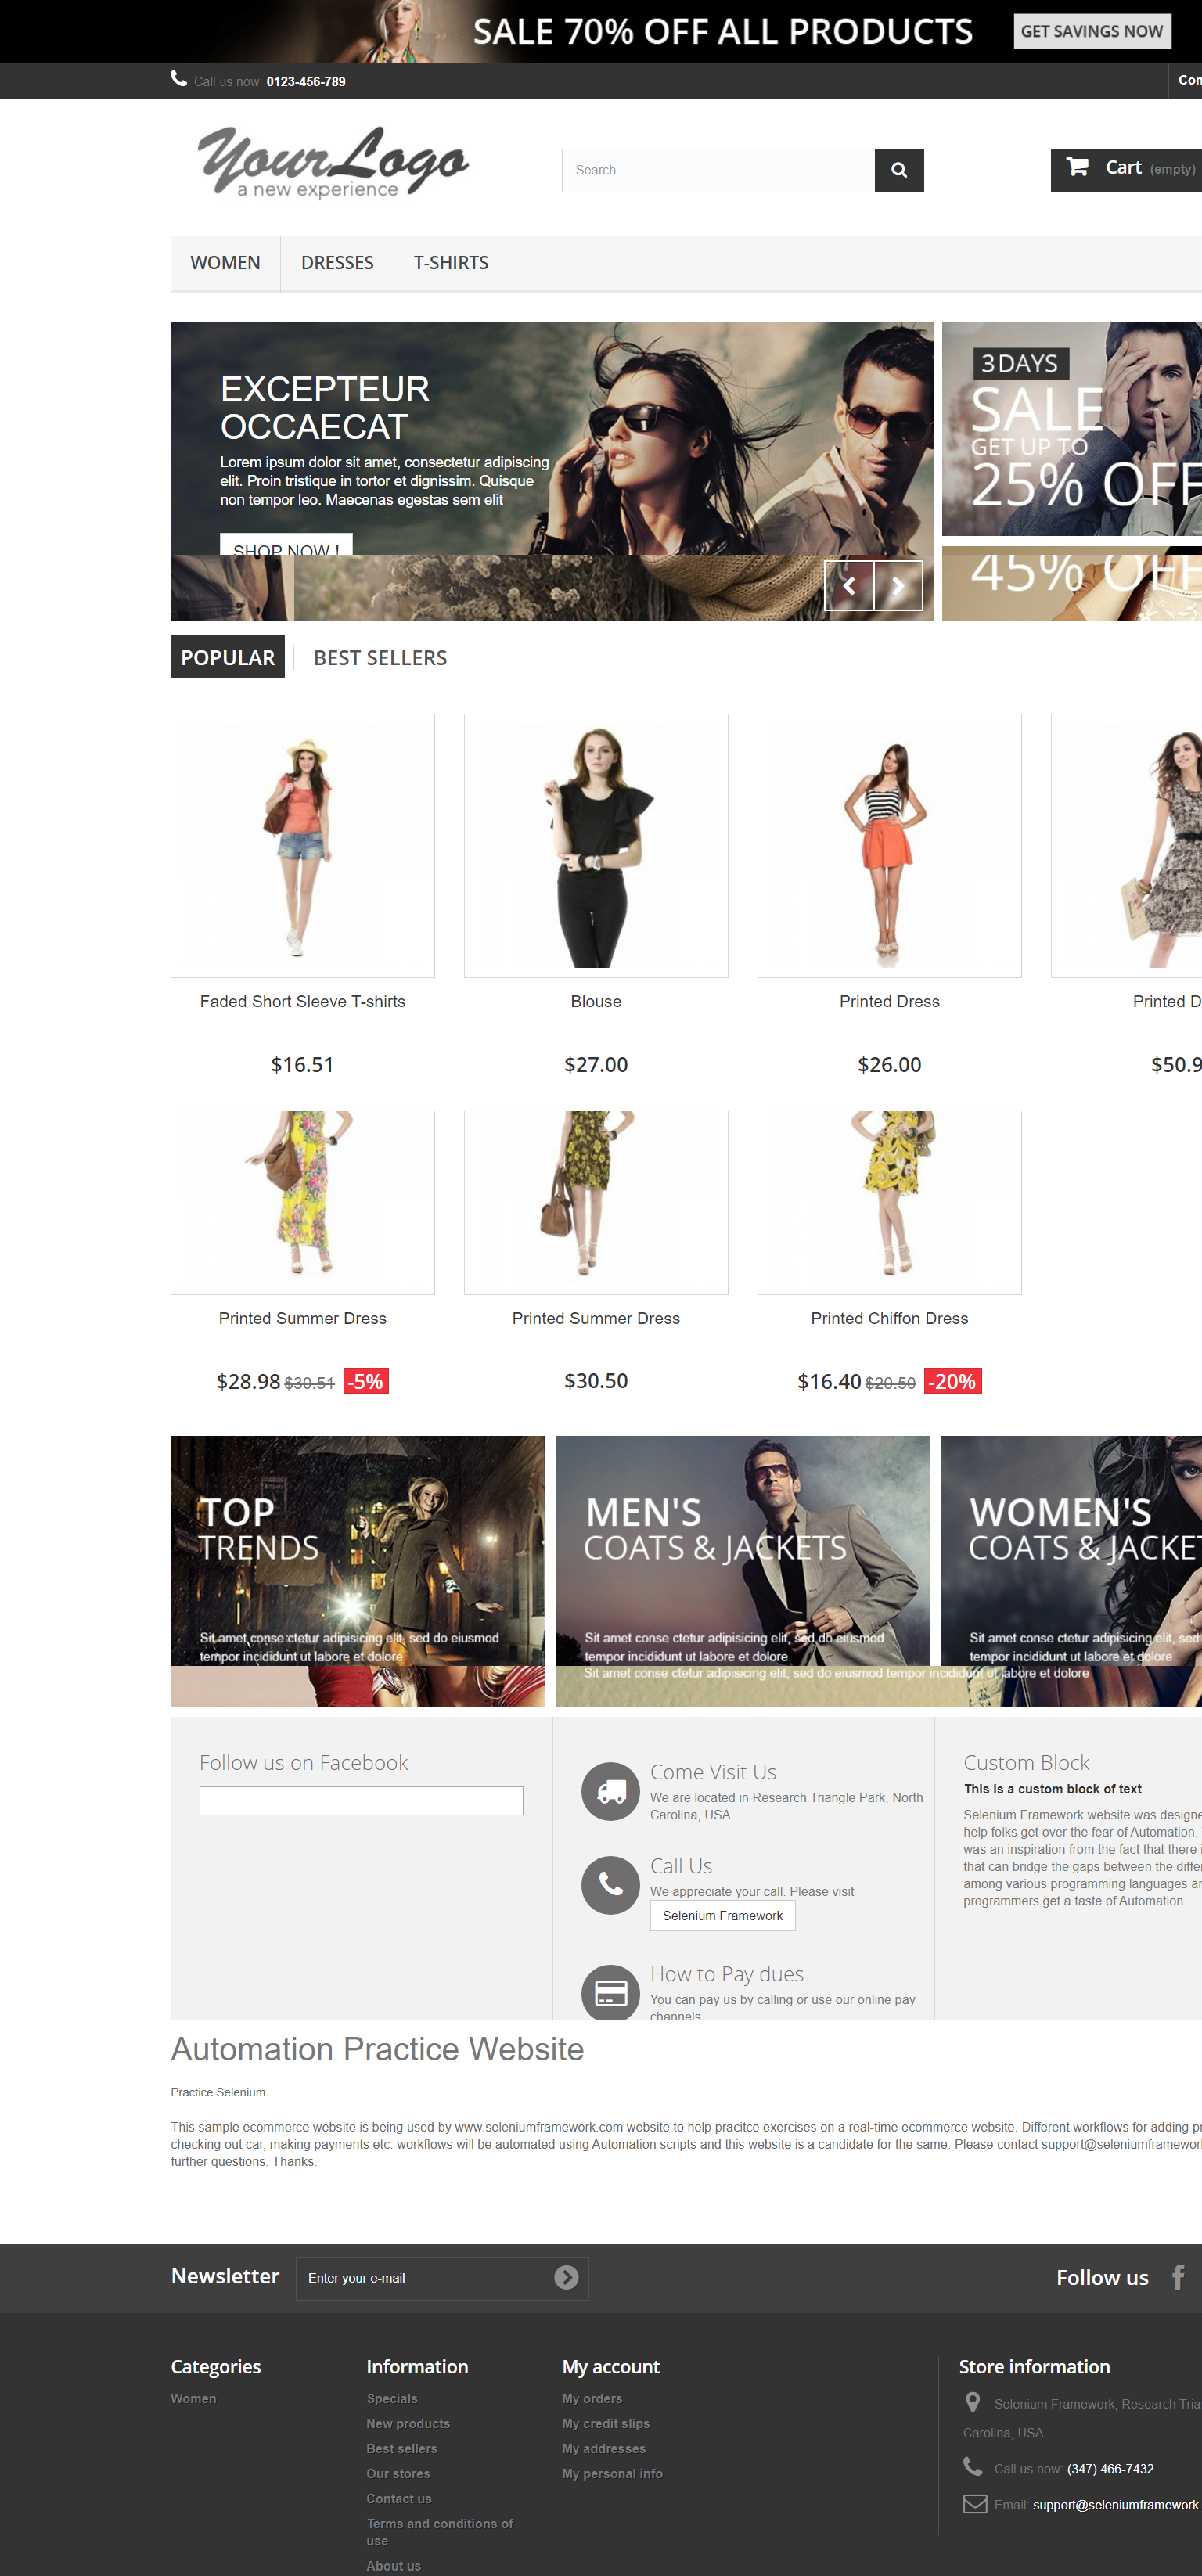 SALE 70% OFF ALL PRODUCTS
GET SAVINGS NOW
Call us now: 0123-456-789
Con
YourLogo
a new experience
Search
Cart (empty)
WOMEN
DRESSES
T-SHIRTS
EXCEPTEUR
OCCAECAT
Lorem ipsum dolor sit amet, consectetur adipiscing
elit. Proin tristique in tortor et dignissim. Quisque
non tempor leo. Maecenas egestas sem elit
SHOP NOW !
3 DAYS
SALE
GET UP TO
25% OFF
45% OFF
POPULAR
BEST SELLERS
Faded Short Sleeve T-shirts
Blouse
Printed Dress
Printed D
$16.51
$27.00
$26.00
$50.9
Printed Summer Dress
Printed Summer Dress
Printed Chiffon Dress
$28.98 $30.51 -5%
$30.50
$16.40 $20.50 -20%
TOP
TRENDS
Sit amet conse ctetur adipisicing elit, sed do eiusmod
tempor incididunt ut labore et dolore
MEN'S
COATS & JACKETS
Sit amet conse ctetur adipisicing elit, sed do eiusmod
tempor incididunt ut labore et dolore
Sit amet conse ctetur adipisicing elit, sed do eiusmod tempor incididunt ut labore et dolore
WOMEN'S
COATS & JACKE
Sit amet conse ctetur adipisicing elit, sed
tempor incididunt ut labore et dolore
Follow us on Facebook
Come Visit Us
We are located in Research Triangle Park, North
Carolina, USA
Call Us
We appreciate your call. Please visit
Selenium Framework
How to Pay dues
You can pay us by calling or use our online pay
channels
Custom Block
This is a custom block of text
Selenium Framework website was designe
help folks get over the fear of Automation.
was an inspiration from the fact that there i
that can bridge the gaps between the differ
among various programming languages an
programmers get a taste of Automation.
Automation Practice Website
Practice Selenium
This sample ecommerce website is being used by www.seleniumframework.com website to help pracitce exercises on a real-time ecommerce website. Different workflows for adding pr
checking out car, making payments etc. workflows will be automated using Automation scripts and this website is a candidate for the same. Please contact support@seleniumframework
further questions. Thanks.
Newsletter
Enter your e-mail
Follow us
Categories
Women
Information
Specials
New products
Best sellers
Our stores
Contact us
Terms and conditions of
use
About us
My account
My orders
My credit slips
My addresses
My personal info
Store information
Selenium Framework, Research Tria
Carolina, USA
Call us now: (347) 466-7432
Email: support@seleniumframework.